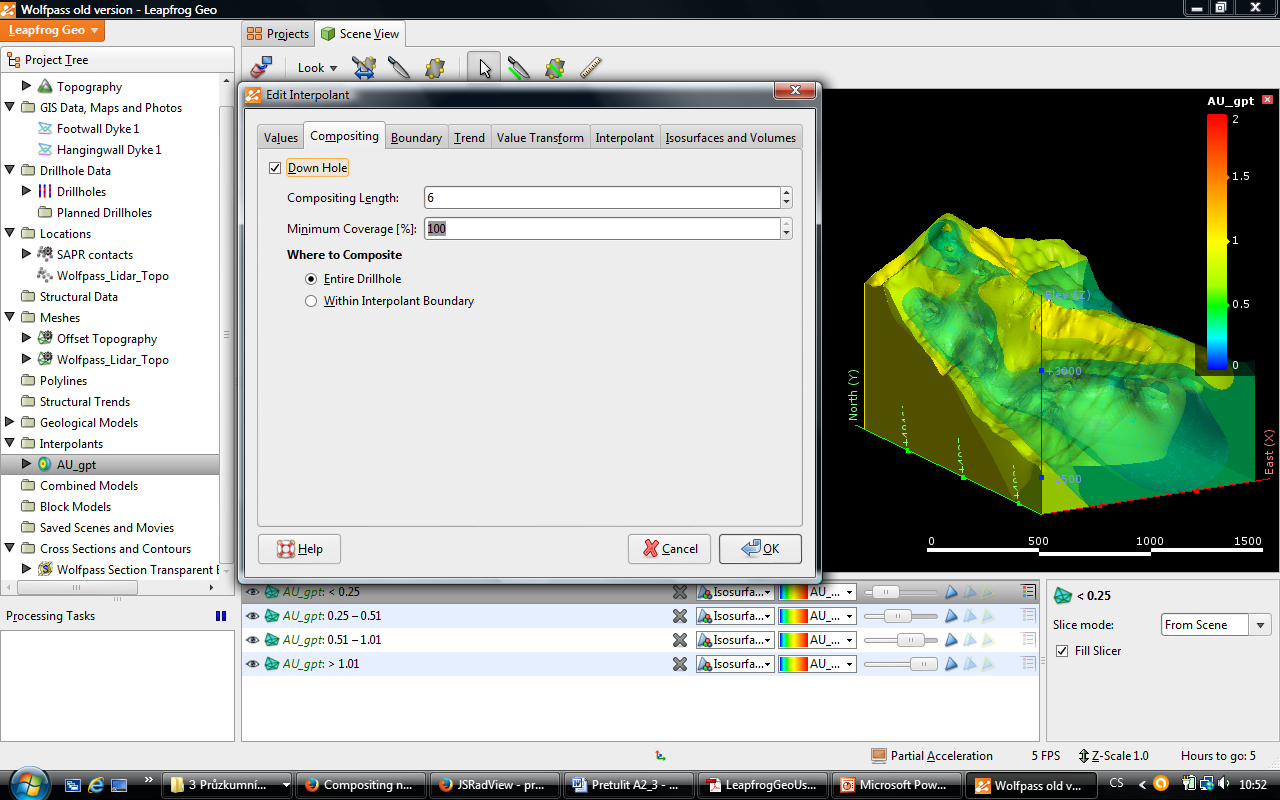 Wolfpass old version - Leapfrog Geo
Leapfrog Geo
Projects
Scene View
Project Tree
Look
Topography
GIS Data, Maps and Photos
Footwall Dyke1
Hangingwall Dyke1
Drillhole Data
Drillholes
Planned Drillholes
Locations
SAPR contacts
Wolfpass_Lidar_Topo
Structural Data
Meshes
Offset Topography
Wolfpass_Lidar_Topo
Polylines
Structural Trends
Geological Models
Interpolants
AU_gpt
Combined Models
Block Models
Saved Scenes and Movies
Cross Sections and Contours
Wolfpass Section Transparent
Processing Tasks
Edit Interpolant
Values Compositing Boundary Trend Value Transform Interpolant Isosurfaces and Volumes
Down Hole
Compositing Length: 6
Minimum Coverage [%]: 100
Where to Composite
Entire Drillhole
Within Interpolant Boundary
Help Cancel OK
AU_gpt
2
1.5
1
0.5
0
Elev (Z)
+3000
2500
North (Y)
East (X)
0 500 1000 1500
AU_gpt: < 0.25 Isosurfa... AU_...
AU_gpt: 0.25 – 0.51 Isosurfa... AU_...
AU_gpt: 0.51 – 1.01 Isosurfa... AU_...
AU_gpt: > 1.01 Isosurfa... AU_...
< 0.25
Slice mode: From Scene
Fill Slicer
Partial Acceleration 5 FPS Z-Scale 1.0 Hours to go: 5
3 Průzkumní... Compositing n... JSRadView - pr... Pretulit A2_3 - ... LeapfrogGeoUs... Microsoft Pow... Wolfpass old v... CS 10:52